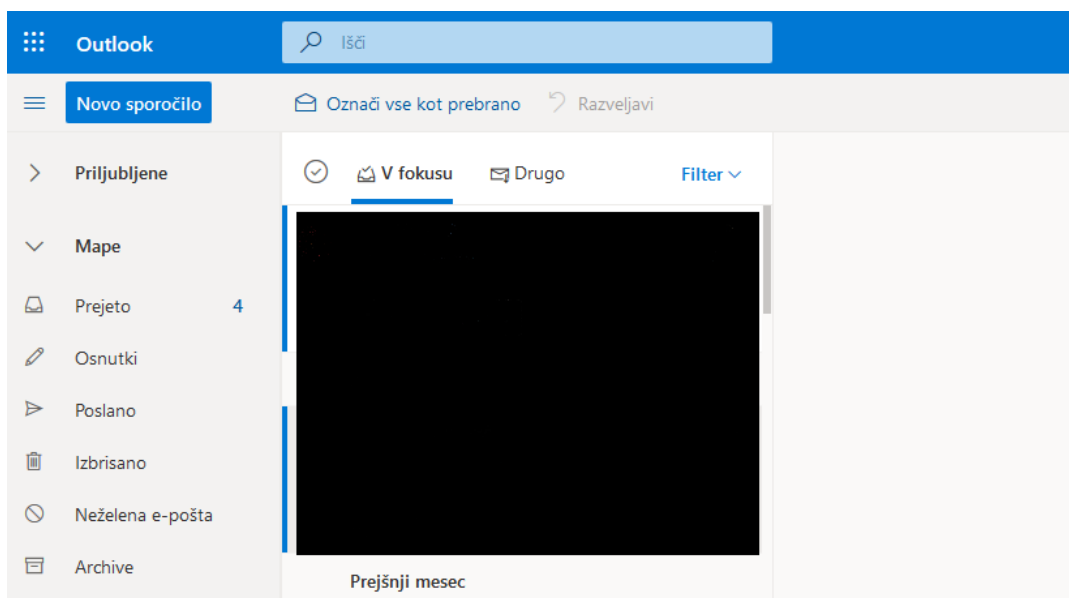 Outlook
Išči
Novo sporočilo
Označi vse kot prebrano
Razveljavi
Priljubljene
V fokusu
Drugo
Filter
Mape
Prejeto 4
Osnutki
Poslano
Izbrisano
Neželena e-pošta
Archive
Prejšnji mesec